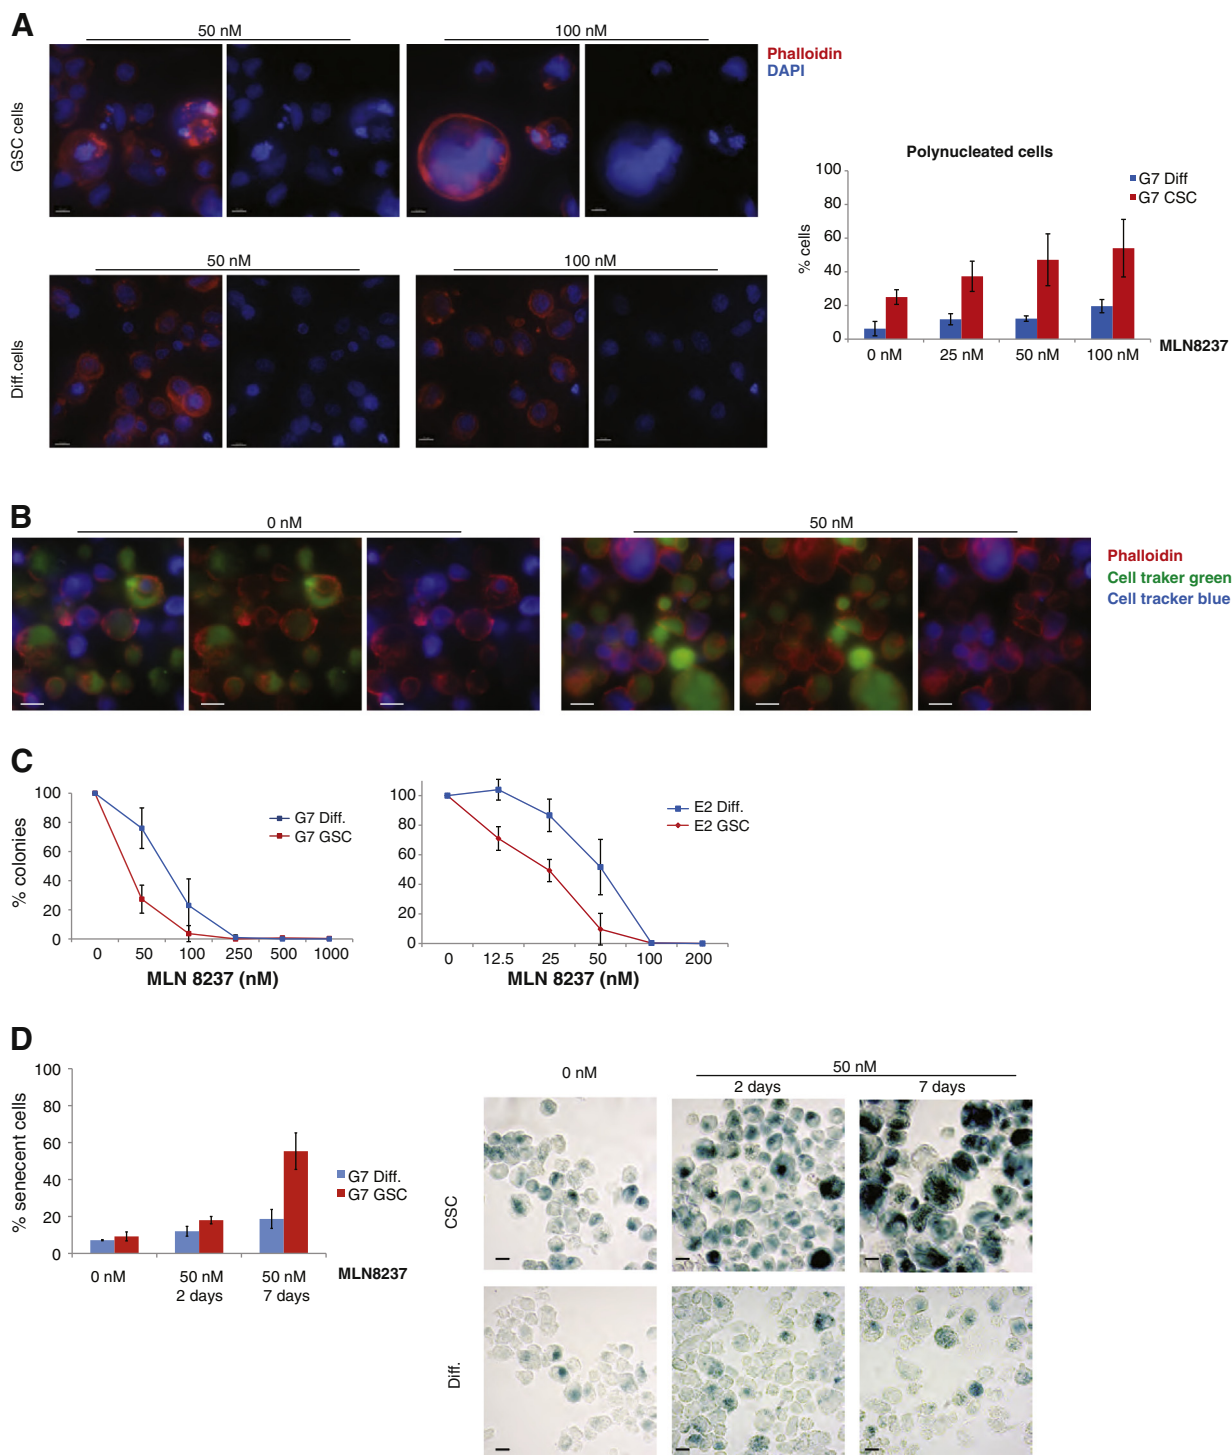 A
50 nM
100 nM
Phalloidin
DAPI
GSC cells
50 nM
100 nM
Diff.cells
Polynucleated cells
100
80
60
40
20
0
% cells
G7 Diff
G7 CSC
0 nM
25 nM
50 nM
100 nM
MLN8237
B
0 nM
50 nM
Phalloidin
Cell traker green
Cell tracker blue
C
% colonies
100
80
60
40
20
0
G7 Diff.
G7 GSC
0
50
100
250
500
1000
MLN 8237 (nM)
100
80
60
40
20
0
E2 Diff.
E2 GSC
0
12.5
25
50
100
200
MLN 8237 (nM)
D
% senecent cells
100
80
60
40
20
0
G7 Diff.
G7 GSC
0 nM
50 nM
2 days
50 nM
7 days
MLN8237
0 nM
50 nM
2 days
7 days
CSC
Diff.